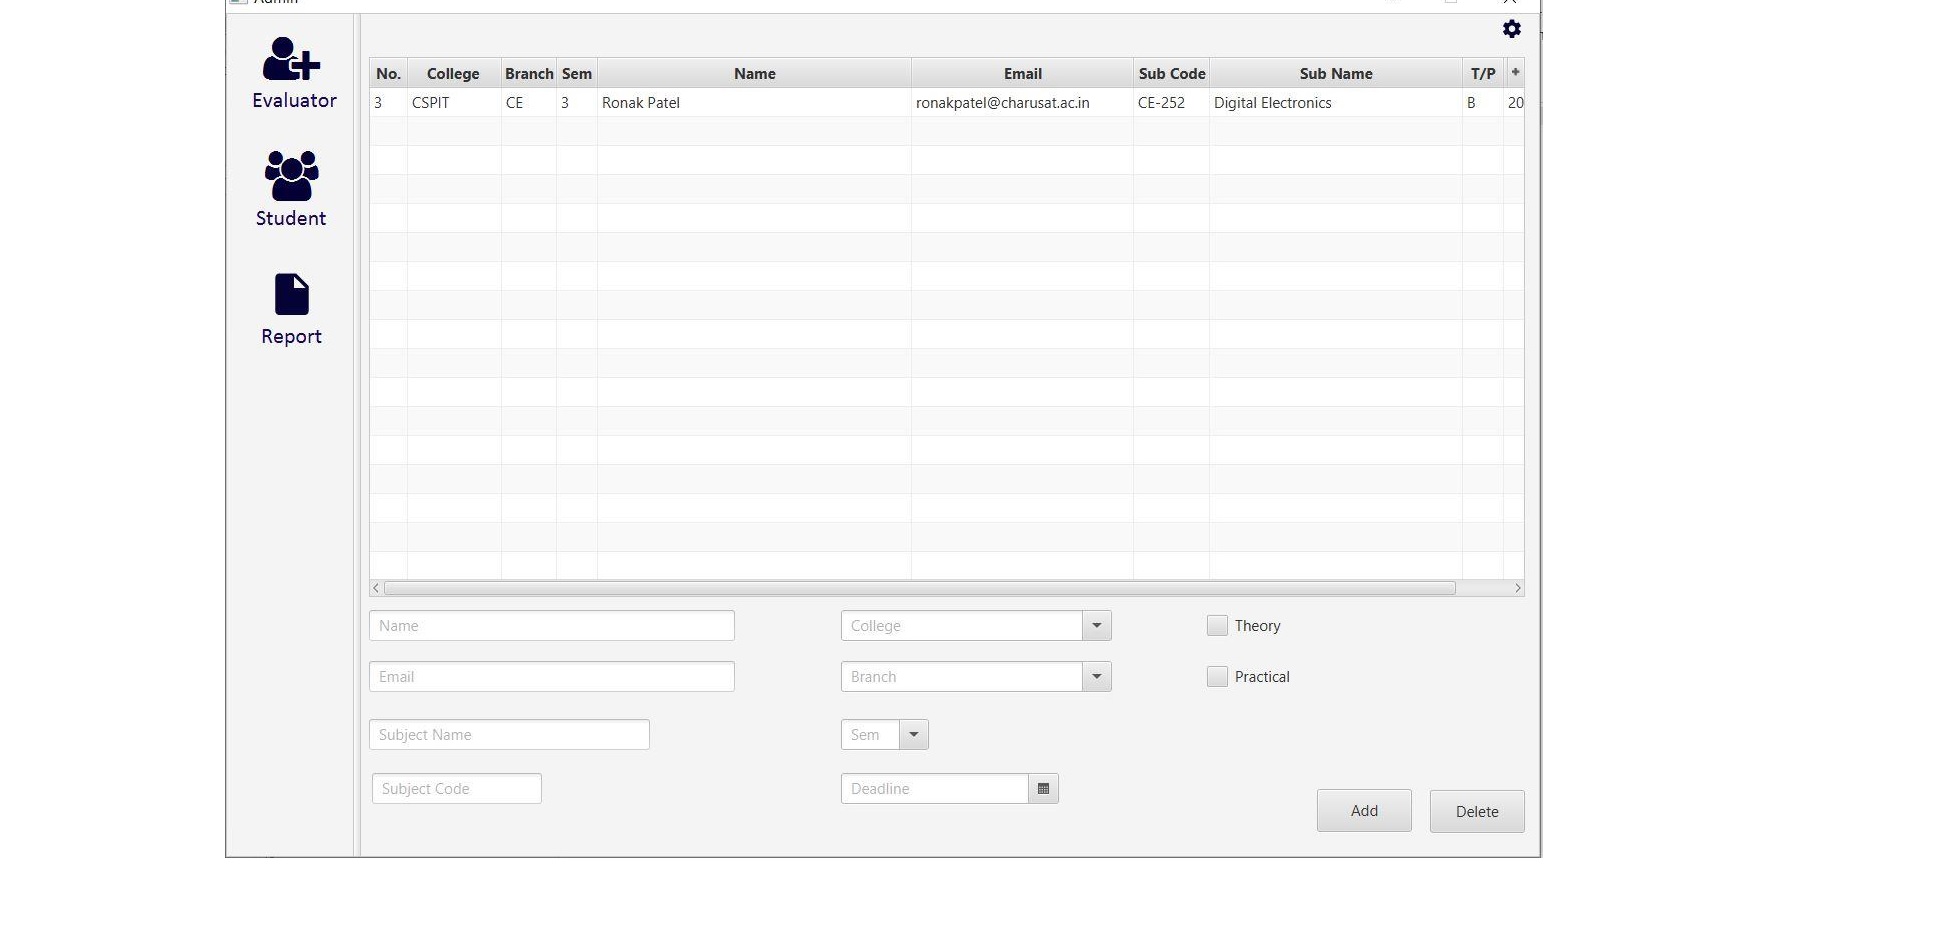 Admin
Evaluator
Student
Report
No. College Branch Sem Name Email Sub Code Sub Name T/P +
3 CSPIT CE 3 Ronak Patel ronakpatel@charusat.ac.in CE-252 Digital Electronics B 20
Name College Theory
Email Branch Practical
Subject Name Sem
Subject Code Deadline
Add Delete